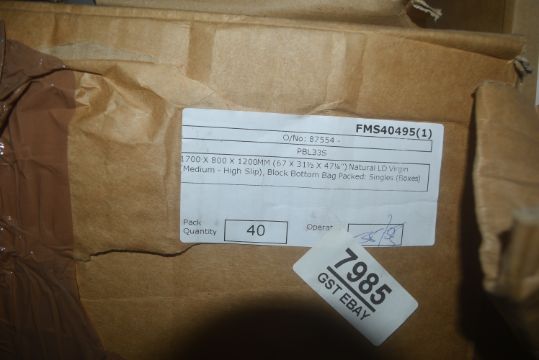 FMS40495(1)
O/No: 87554 -
PBL33S
1700 X 800 X 1200MM (67 X 31½ X 47¼") Natural LD Virgin
(Medium - High Slip), Block Bottom Bag Packed: Singles (Boxes)
Pack Quantity
40
Operat
7985
GST EBAY